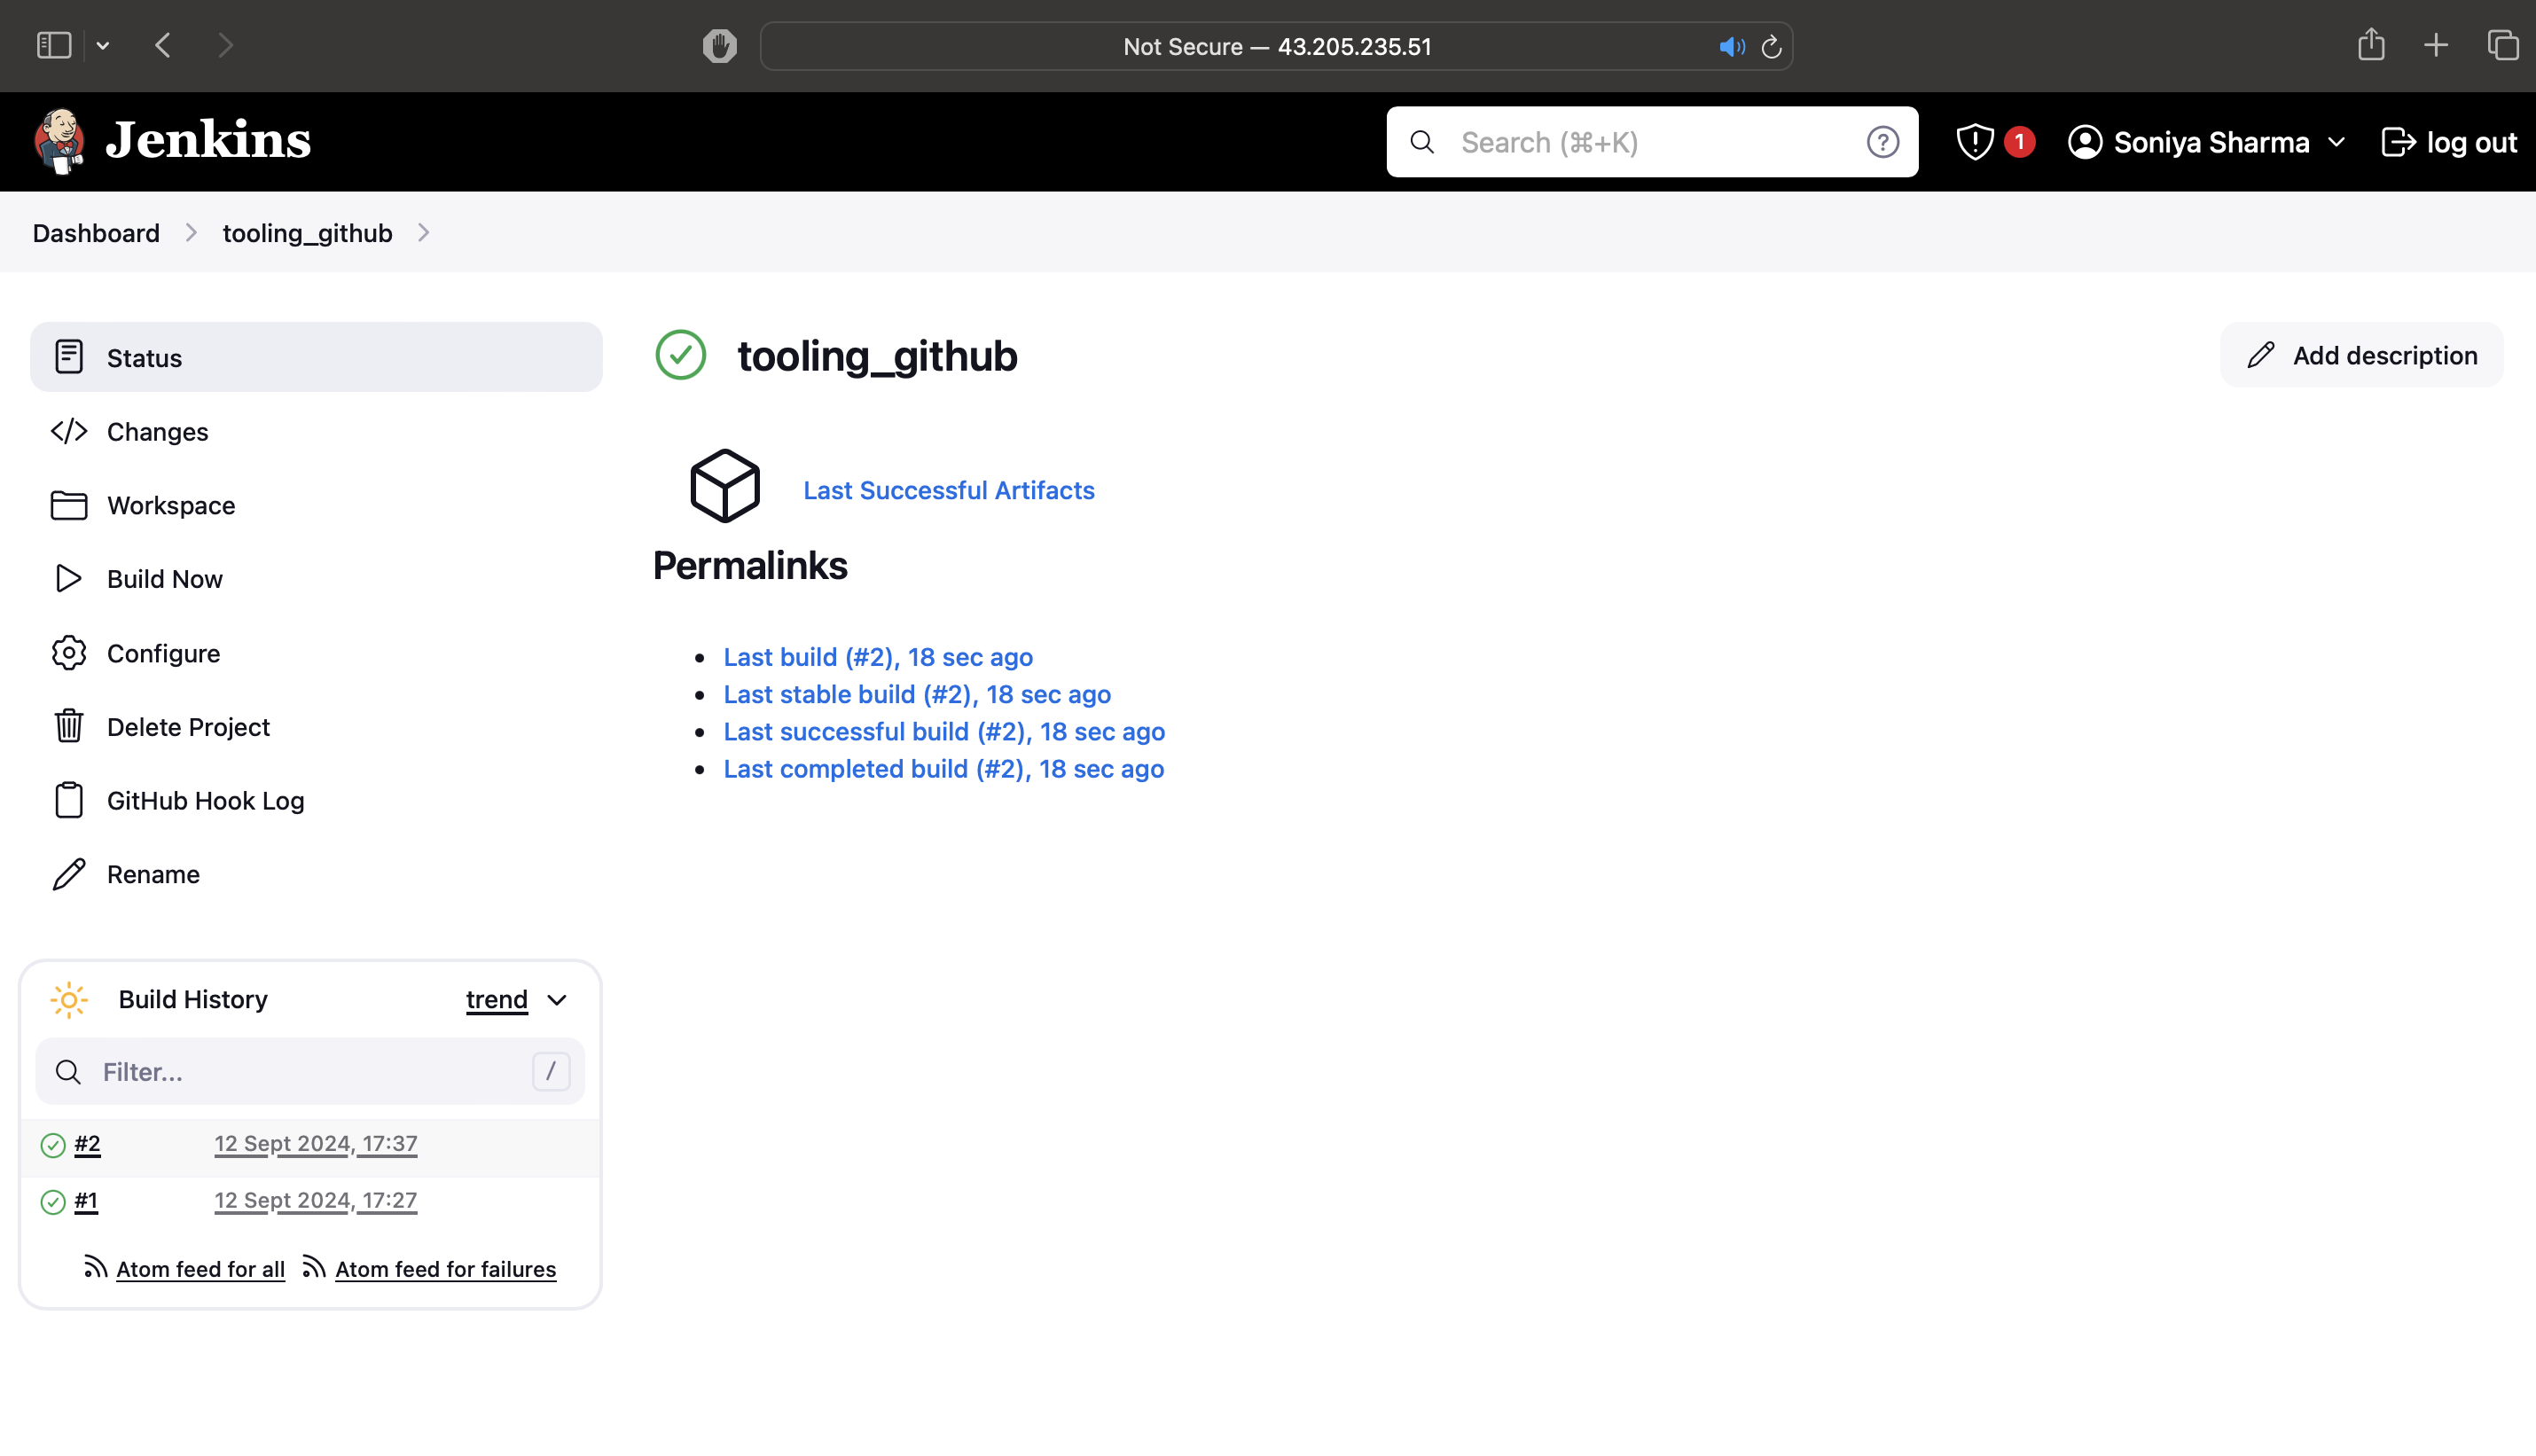 Not Secure — 43.205.235.51
Jenkins
Search (⌘+K)
?
1
Soniya Sharma
log out
Dashboard
tooling_github
Status
Changes
Workspace
Build Now
Configure
Delete Project
GitHub Hook Log
Rename
tooling_github
Add description
Last Successful Artifacts
Permalinks
Last build (#2), 18 sec ago
Last stable build (#2), 18 sec ago
Last successful build (#2), 18 sec ago
Last completed build (#2), 18 sec ago
Build History trend
Filter... /
#2 12 Sept 2024, 17:37
#1 12 Sept 2024, 17:27
Atom feed for all Atom feed for failures